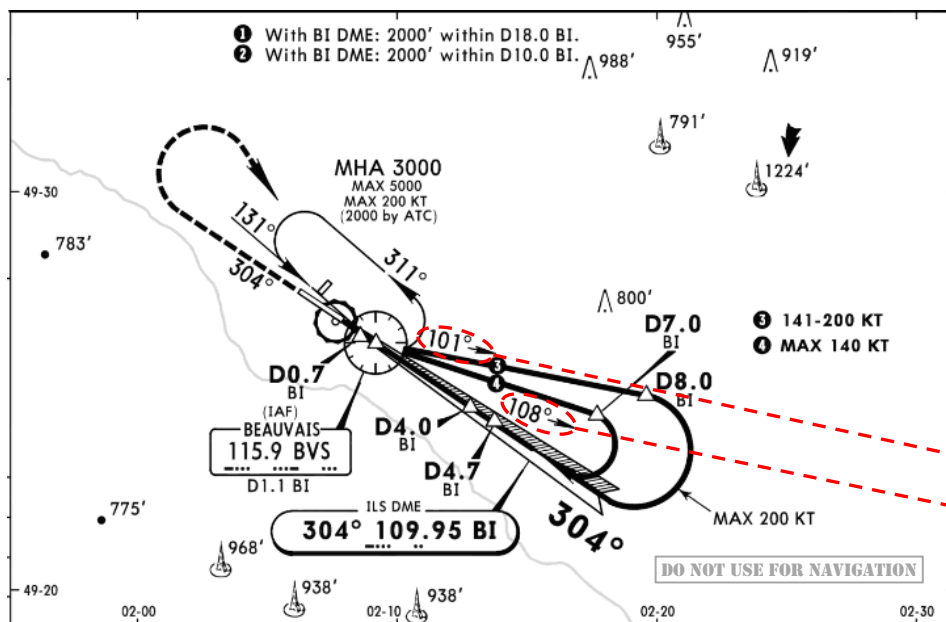 ❶ With BI DME: 2000' within D18.0 BI.
❷ With BI DME: 2000' within D10.0 BI.
955'
988'
919'
791'
1224'
MHA 3000
MAX 5000
MAX 200 KT
(2000 by ATC)
49-30
131°
783'
311°
304°
800'
❸ 141-200 KT
❹ MAX 140 KT
D7.0
BI
101°
❸
❹
D0.7
BI
D8.0
BI
108°
(IAF)
BEAUVAIS
115.9 BVS
D1.1 BI
D4.0
BI
D4.7
BI
ILS DME
304° 109.95 BI
304°
MAX 200 KT
775'
968'
938'
938'
DO NOT USE FOR NAVIGATION
49-20
02-00
02-10
02-20
02-30